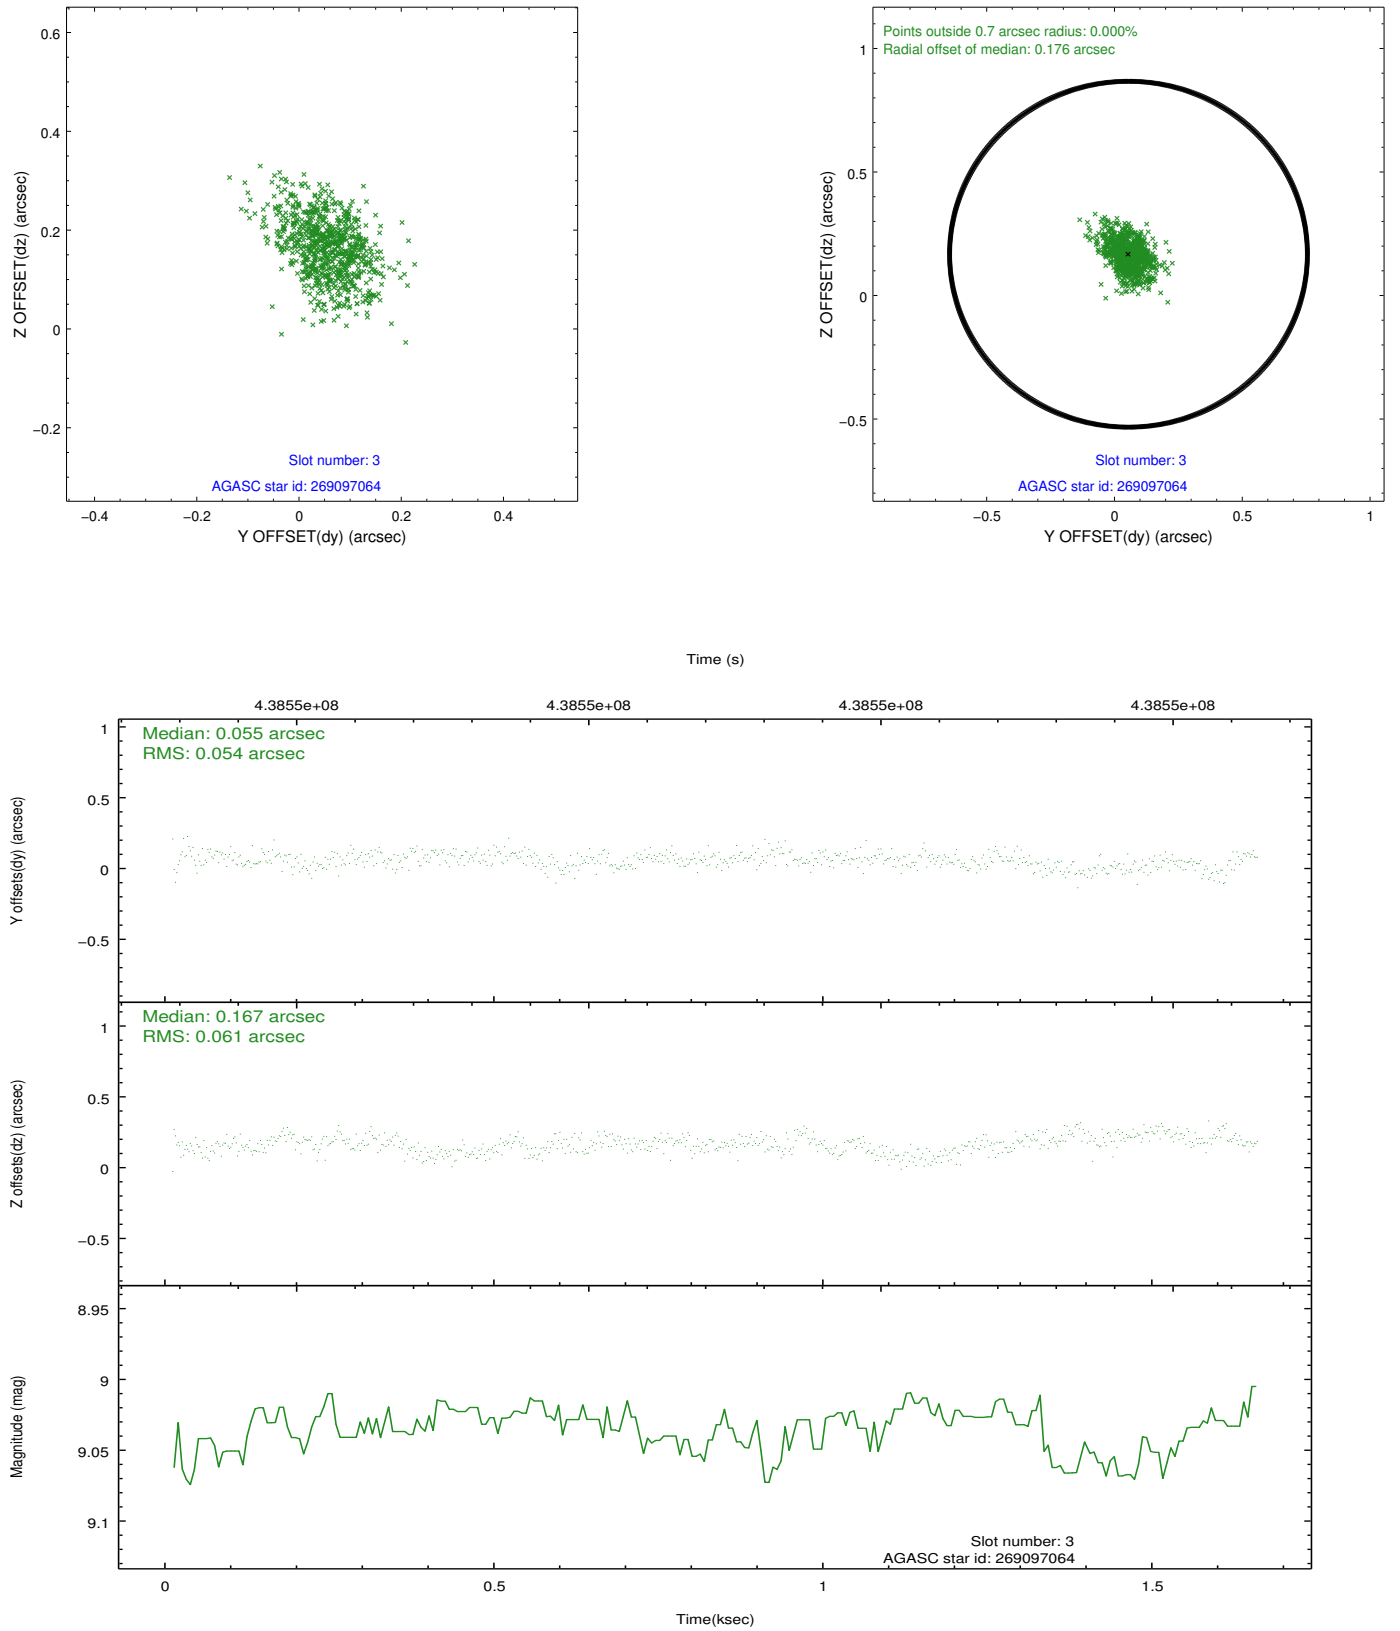 0.6
0.4
0.2
0
−0.2
Z OFFSET(dz) (arcsec)
Slot number: 3
AGASC star id: 269097064
−0.4 −0.2 0 0.2 0.4
Y OFFSET(dy) (arcsec)
Points outside 0.7 arcsec radius: 0.000%
Radial offset of median: 0.176 arcsec
1
0.5
0
−0.5
Z OFFSET(dz) (arcsec)
Slot number: 3
AGASC star id: 269097064
−0.5 0 0.5 1
Y OFFSET(dy) (arcsec)
Time (s)
4.3855e+08 4.3855e+08 4.3855e+08 4.3855e+08
Median: 0.055 arcsec
RMS: 0.054 arcsec
1
0.5
0
−0.5
Y offsets(dy) (arcsec)
Median: 0.167 arcsec
RMS: 0.061 arcsec
1
0.5
0
−0.5
Z offsets(dz) (arcsec)
8.95
9
9.05
9.1
Magnitude (mag)
Slot number: 3
AGASC star id: 269097064
0 0.5 1 1.5
Time(ksec)